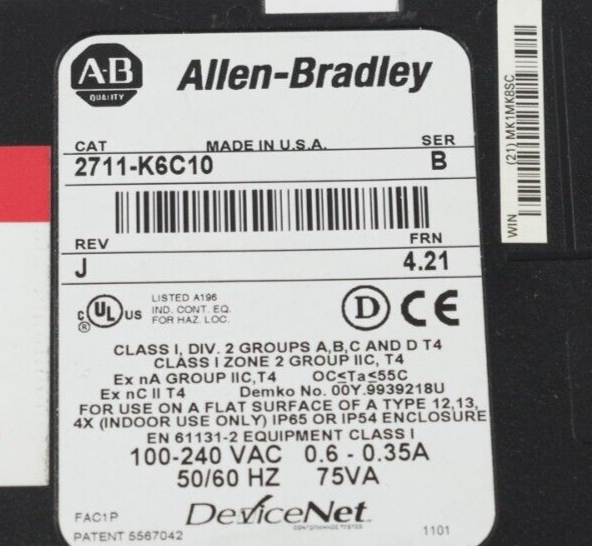 A-B
QUALITY
Allen-Bradley
CAT MADE IN U.S.A. SER
2711-K6C10 B
REV FRN
J 4.21
c UL US
LISTED A196
IND. CONT. EQ.
FOR HAZ. LOC.
D CE
CLASS I, DIV. 2 GROUPS A,B,C AND D T4
CLASS I ZONE 2 GROUP IIC, T4
Ex nA GROUP IIC,T4 OC≤Ta≤55C
Ex nC II T4 Demko No. 00Y.9939218U
FOR USE ON A FLAT SURFACE OF A TYPE 12,13,
4X (INDOOR USE ONLY) IP65 OR IP54 ENCLOSURE
EN 61131-2 EQUIPMENT CLASS I
100-240 VAC 0.6 - 0.35A
50/60 HZ 75VA
DeviceNet
CONFORMANCE TESTED
FAC1P
PATENT 5567042 1101
WIN
(21) MK1MK8SC